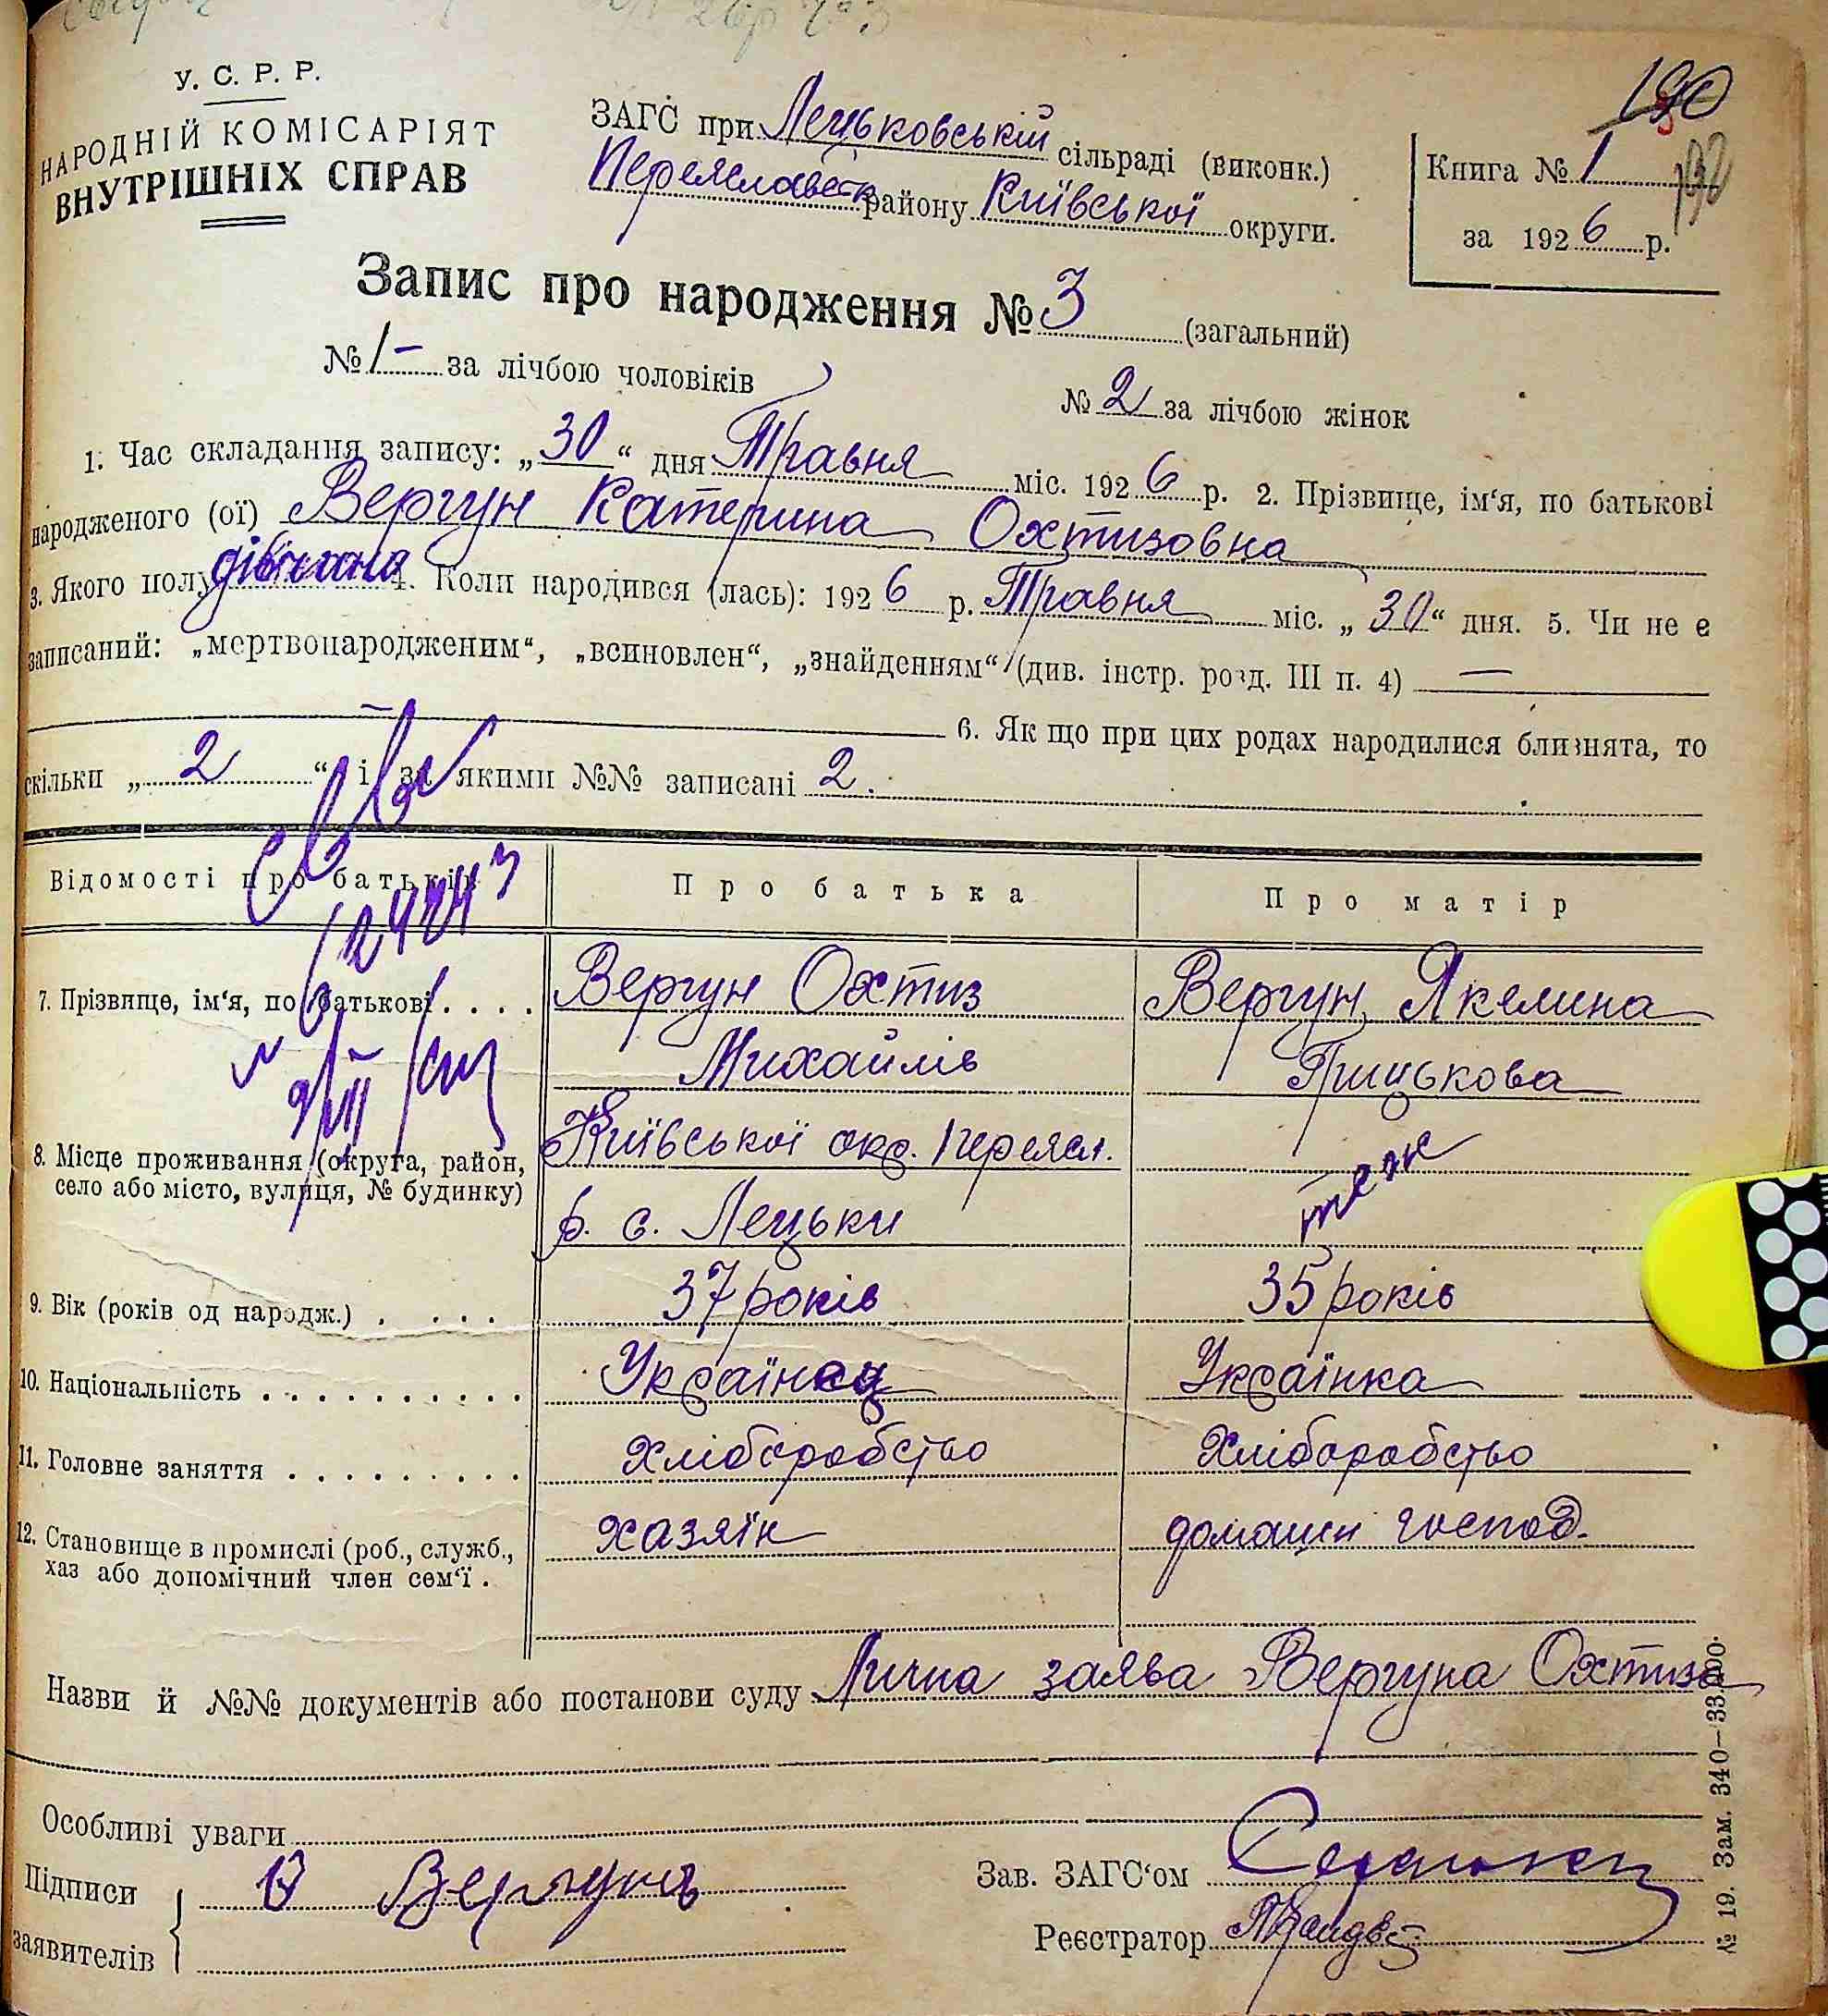 У. С. Р. Р.
НАРОДНІЙ КОМІСАРІЯТ
ВНУТРІШНІХ СПРАВ
ЗАГС при Лецьковській сільраді (виконк.)
Переяславськ району Київської округи.
Книга № 1
за 1926 р.
Запис про народження № 3 (загальний)
№ 1 – за лічбою чоловіків
№ 2 за лічбою жінок
1. Час складання запису: „30“ дня Травня міс. 1926 р. 2. Прізвище, ім‘я, по батькові
народженого (ої) Вергун Катерина Охтизовна
3. Якого полу дівчина 4. Коли народився (лась): 1926 р. Травня міс. „30“ дня. 5. Чи не є
записаний: „мертвонародженим“, „всиновлен“, „знайденням“ (див. інстр. розд. III п. 4) —
6. Як що при цих родах народилися близнята, то
скільки „2“ і за якими №№ записані 2.
Відомості про батьків
Про батька
Про матір
7. Прізвище, ім‘я, по батькові . . . .
Вергун Охтиз
Михайлів
Вергун Якелина
Грицькова
8. Місце проживання (округа, район,
село або місто, вулиця, № будинку)
Київської окр. Переясл.
р. с. Лецьки
теж
9. Вік (років од народж.) . . . .
37 років
35 років
10. Національність . . . . . . . . . .
Українец
Українка
11. Головне заняття . . . . . . . . .
хліборобство
хліборобство
12. Становище в промислі (роб., служб.,
хаз або допомічний член сем‘ї .
хазяїн
домашн господ.
Назви й №№ документів або постанови суду Лична заява Вергуна Охтиза
Особливі уваги
Підписи
заявителів
О Вергунъ
Зав. ЗАГС‘ом
Реєстратор
№ 19. Зам. 340—33.000.